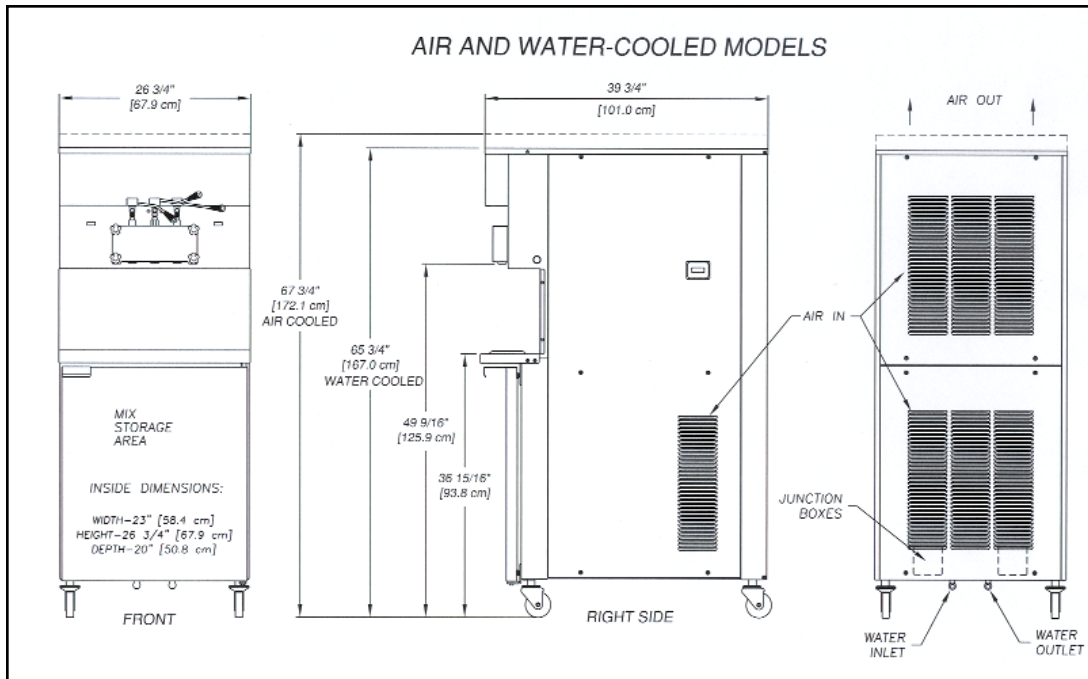 AIR AND WATER-COOLED MODELS
26 3/4"
[67.9 cm]
MIX
STORAGE
AREA
INSIDE DIMENSIONS:
WIDTH-23" [58.4 cm]
HEIGHT-26 3/4" [67.9 cm]
DEPTH-20" [50.8 cm]
FRONT
39 3/4"
[101.0 cm]
67 3/4"
[172.1 cm]
AIR COOLED
65 3/4"
[167.0 cm]
WATER COOLED
49 9/16"
[125.9 cm]
36 15/16"
[93.8 cm]
RIGHT SIDE
AIR OUT
AIR IN
JUNCTION
BOXES
WATER
INLET
WATER
OUTLET